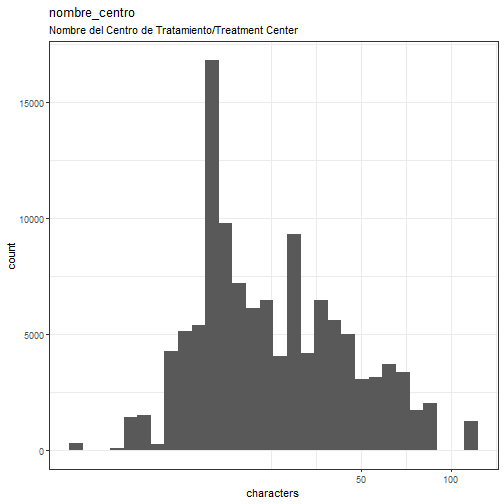 nombre_centro
Nombre del Centro de Tratamiento/Treatment Center
15000
10000
5000
0
count
50
100
characters